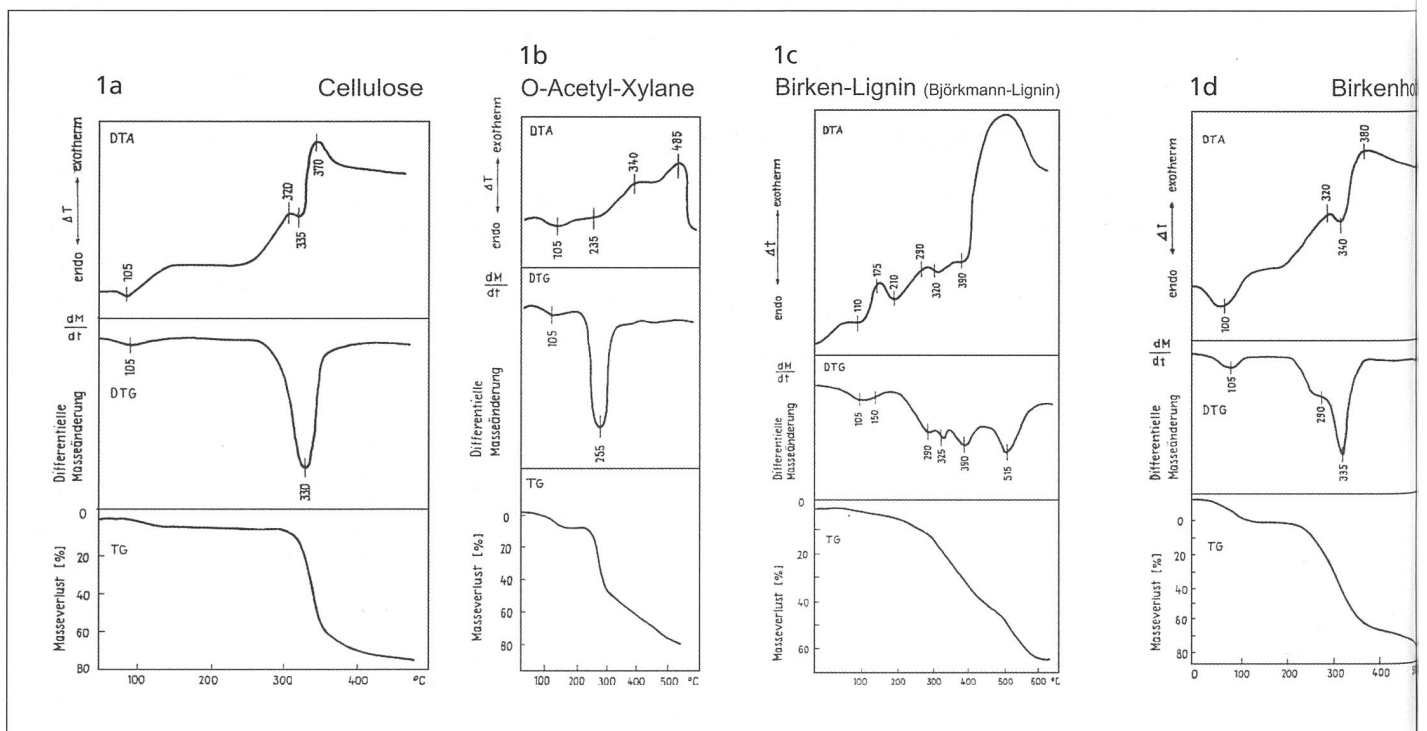 1a
Cellulose
DTA
endo ← ΔT → exotherm
105
320
335
370
dM
dt
DTG
Differentielle
Masseänderung
105
330
TG
Masseverlust [%]
0
20
40
60
80
100
200
300
400
°C
1b
O-Acetyl-Xylane
DTA
endo ← ΔT → exotherm
105
235
340
485
dM
dt
DTG
Differentielle
Masseänderung
105
255
TG
Masseverlust [%]
0
20
40
60
80
100
200
300
400
500
°C
1c
Birken-Lignin (Björkmann-Lignin)
DTA
endo ← Δt → exotherm
110
175
210
290
320
390
dM
dt
DTG
Differentielle
Masseänderung
105
150
290
325
390
515
TG
Masseverlust [%]
0
20
40
60
100
200
300
400
500
600
°C
1d
Birkenho
DTA
endo ← ΔT → exotherm
100
320
340
380
dM
dt
DTG
Differentielle
Masseänderung
105
290
335
TG
Masseverlust [%]
0
20
40
60
80
0
100
200
300
400